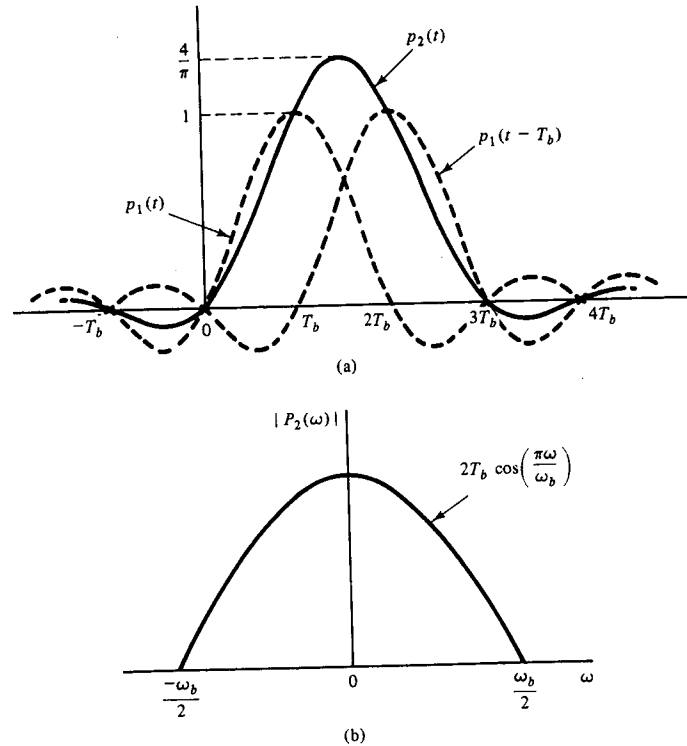 4
π
1
p₂(t)
p₁(t − T_b)
p₁(t)
−T_b
0
T_b
2T_b
3T_b
4T_b
(a)
| P₂(ω) |
2T_b cos(πω/ω_b)
−ω_b/2
0
ω_b/2
ω
(b)